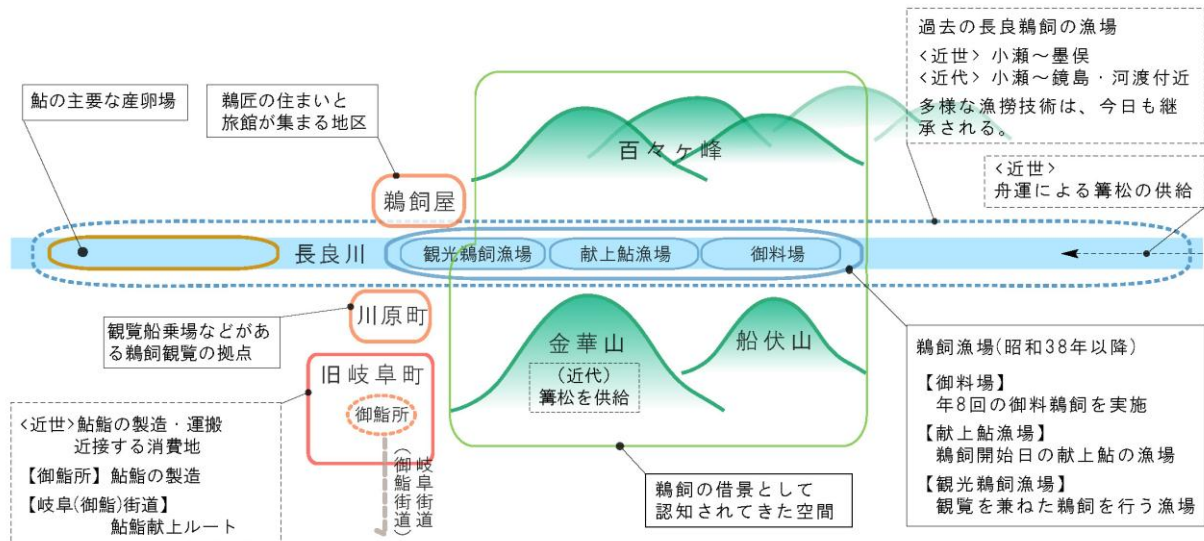 過去の長良鵜飼の漁場
<近世> 小瀬～墨俣
<近代> 小瀬～鏡島・河渡付近
多様な漁撈技術は、今日も継
承される。
鮎の主要な産卵場
鵜匠の住まいと
旅館が集まる地区
百々ヶ峰
<近世>
舟運による篝松の供給
鵜飼屋
長良川
観光鵜飼漁場
献上鮎漁場
御料場
川原町
観覧船乗場などがあ
る鵜飼観覧の拠点
金華山
(近代)
篝松を供給
船伏山
旧岐阜町
御鮨所
岐阜街道
(御鮨街道)
<近世>鮎鮨の製造・運搬
近接する消費地
【御鮨所】鮎鮨の製造
【岐阜(御鮨)街道】
鮎鮨献上ルート
鵜飼の借景として
認知されてきた空間
鵜飼漁場(昭和38年以降)
【御料場】
年8回の御料鵜飼を実施
【献上鮎漁場】
鵜飼開始日の献上鮎の漁場
【観光鵜飼漁場】
観覧を兼ねた鵜飼を行う漁場